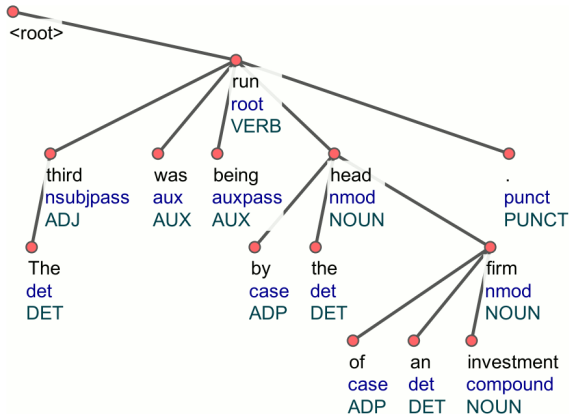 <root>
run
root
VERB
third was being head .
nsubjpass aux auxpass nmod punct
ADJ AUX AUX NOUN PUNCT
The by the firm
det case det nmod
DET ADP DET NOUN
of an investment
case det compound
ADP DET NOUN